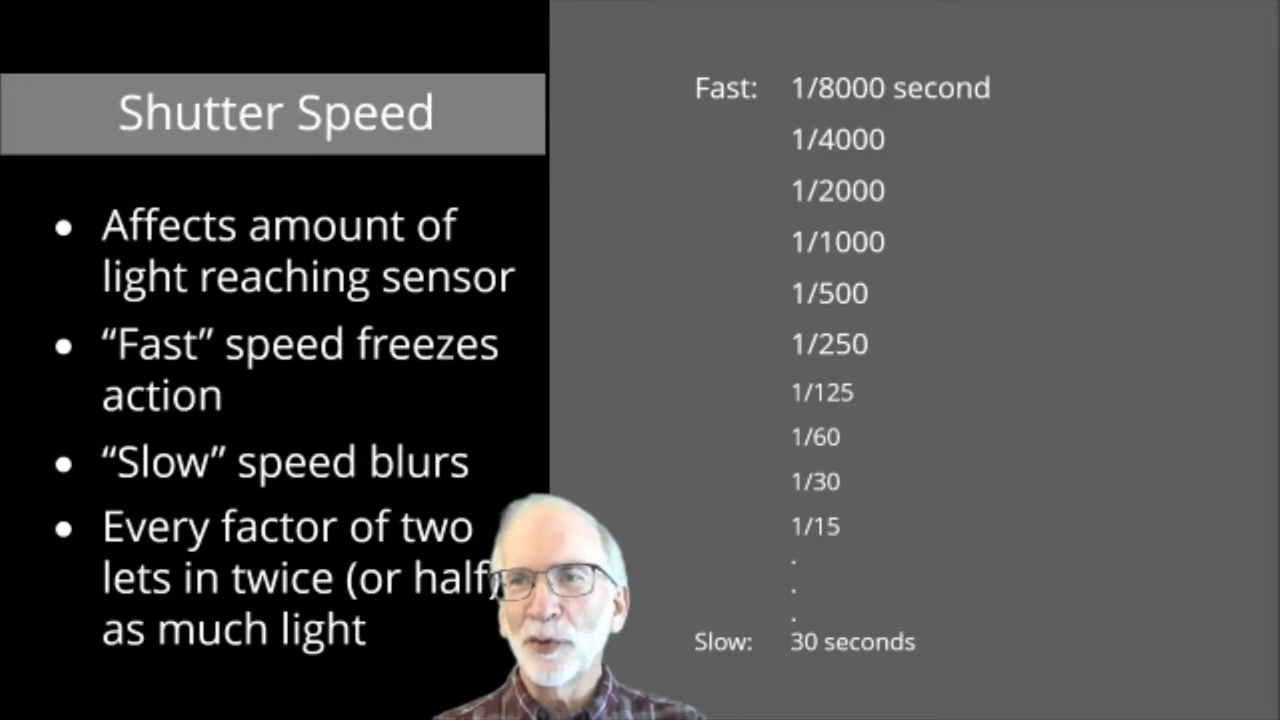 Shutter Speed
• Affects amount of
light reaching sensor
• “Fast” speed freezes
action
• “Slow” speed blurs
• Every factor of two
lets in twice (or half)
as much light
Fast: 1/8000 second
1/4000
1/2000
1/1000
1/500
1/250
1/125
1/60
1/30
1/15
.
.
.
Slow: 30 seconds